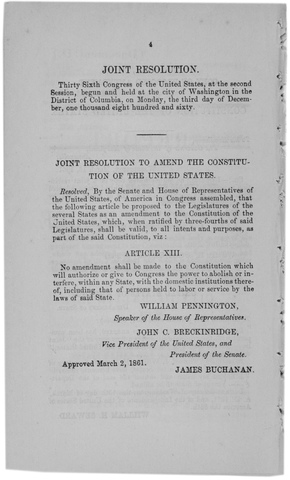 4
JOINT RESOLUTION.
Thirty Sixth Congress of the United States, at the second
Session, begun and held at the city of Washington in the
District of Columbia, on Monday, the third day of Decem-
ber, one thousand eight hundred and sixty.
JOINT RESOLUTION TO AMEND THE CONSTITU-
TION OF THE UNITED STATES.
Resolved, By the Senate and House of Representatives of
the United States, of America in Congress assembled, that
the following article be proposed to the Legislatures of the
several States as an amendment to the Constitution of the
United States, which, when ratified by three-fourths of said
Legislatures, shall be valid, to all intents and purposes, as
part of the said Constitution, viz:
ARTICLE XIII.
No amendment shall be made to the Constitution which
will authorize or give to Congress the power to abolish or in-
terfere, within any State, with the domestic institutions there-
of, including that of persons held to labor or service by the
laws of said State.
WILLIAM PENNINGTON,
Speaker of the House of Representatives.
JOHN C. BRECKINRIDGE,
Vice President of the United States, and
President of the Senate.
Approved March 2, 1861.
JAMES BUCHANAN.